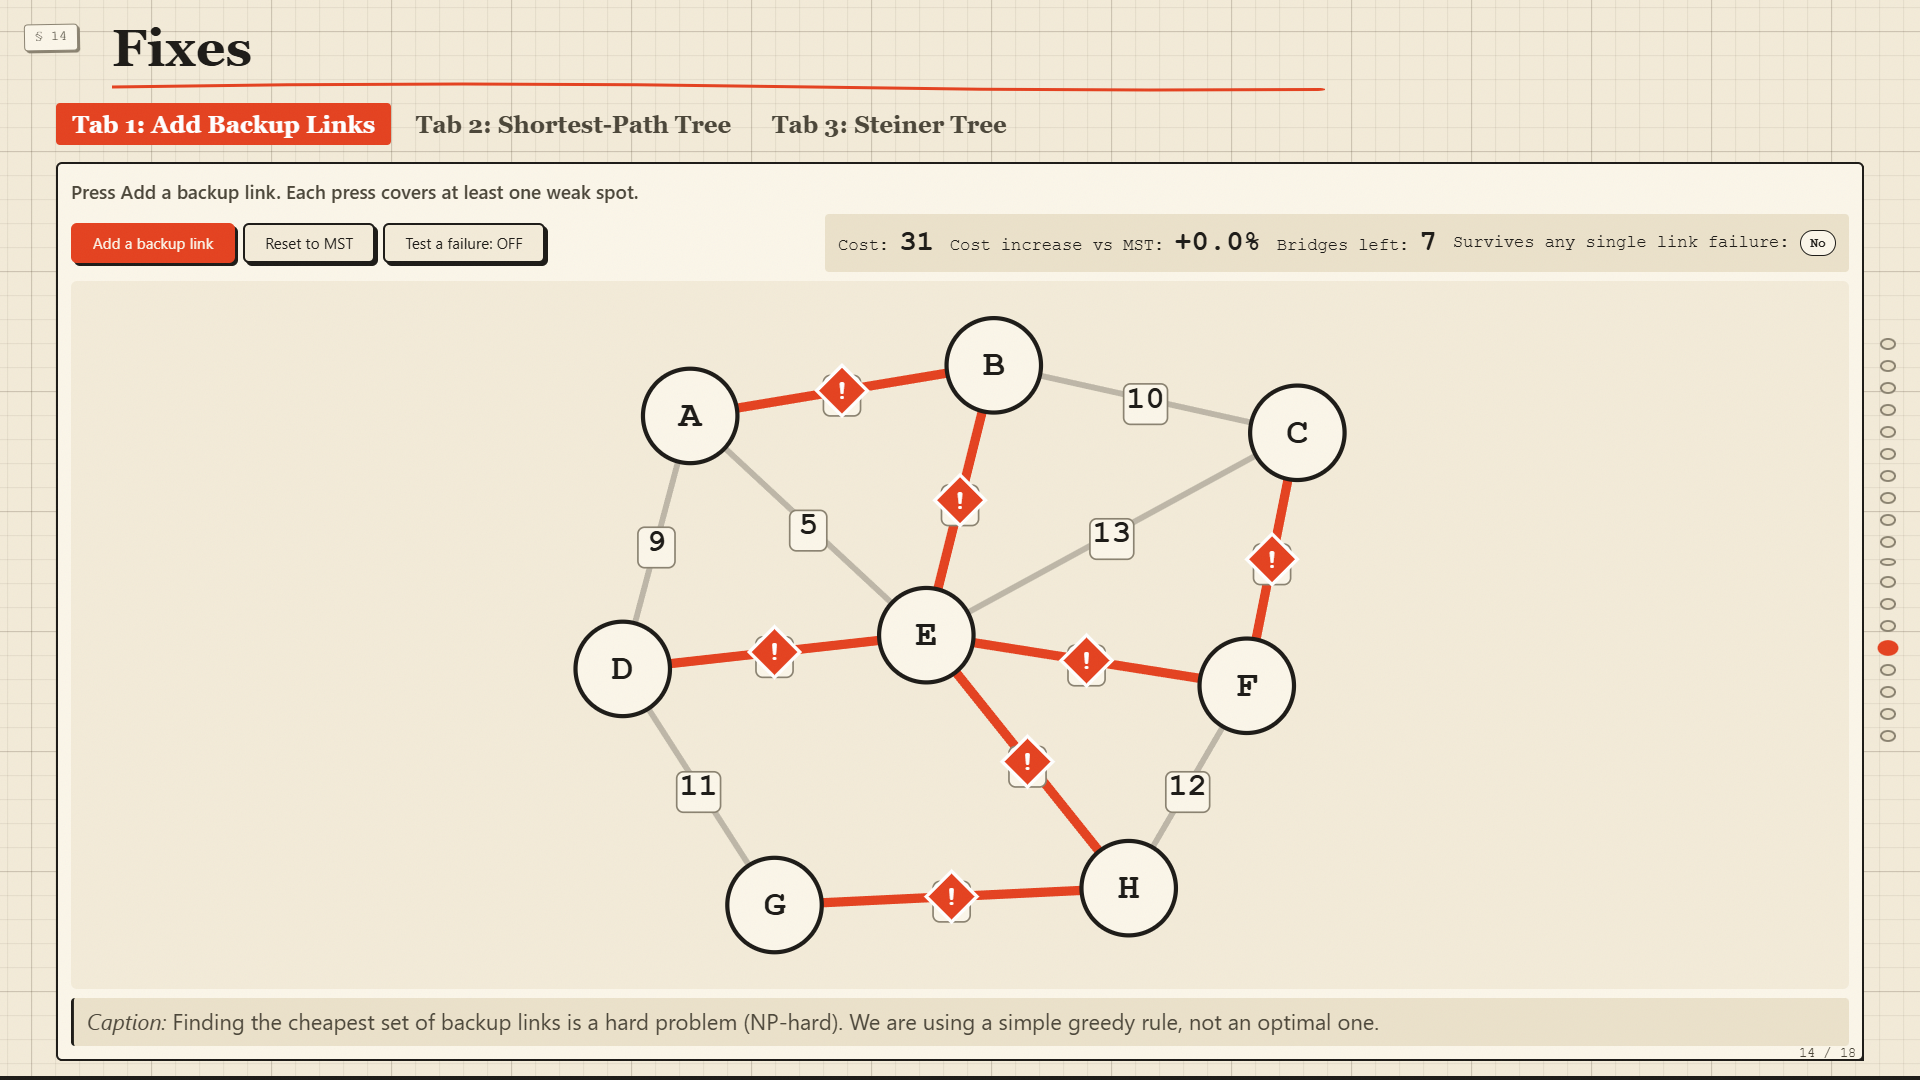 § 14
Fixes
Tab 1: Add Backup Links
Tab 2: Shortest-Path Tree
Tab 3: Steiner Tree
Press Add a backup link. Each press covers at least one weak spot.
Add a backup link
Reset to MST
Test a failure: OFF
Cost: 31 Cost increase vs MST: +0.0% Bridges left: 7 Survives any single link failure: No
B
!
10
A
C
!
5
13
9
!
E
!
!
D
F
!
11
12
H
!
G
Caption: Finding the cheapest set of backup links is a hard problem (NP-hard). We are using a simple greedy rule, not an optimal one.
14 / 18